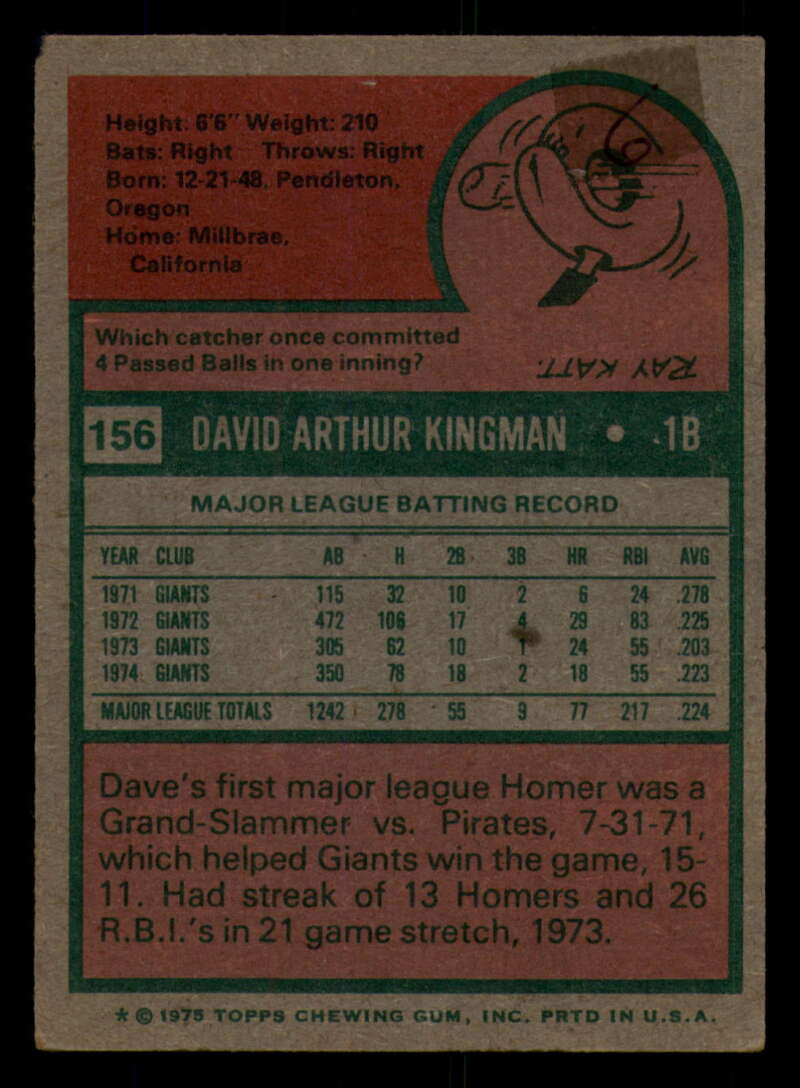 Height: 6'6" Weight: 210
Bats: Right Throws: Right
Born: 12-21-48, Pendleton,
Oregon
Home: Millbrae,
California
Which catcher once committed
4 Passed Balls in one inning?
RAY KATT.
156 DAVID ARTHUR KINGMAN • 1B
MAJOR LEAGUE BATTING RECORD
YEAR CLUB AB H 2B 3B HR RBI AVG
1971 GIANTS 115 32 10 2 6 24 .278
1972 GIANTS 472 106 17 4 29 83 .225
1973 GIANTS 305 62 10 1 24 55 .203
1974 GIANTS 350 78 18 2 18 55 .223
MAJOR LEAGUE TOTALS 1242 278 55 9 77 217 .224
Dave's first major league Homer was a
Grand-Slammer vs. Pirates, 7-31-71,
which helped Giants win the game, 15-
11. Had streak of 13 Homers and 26
R.B.I.'s in 21 game stretch, 1973.
* © 1975 TOPPS CHEWING GUM, INC. PRTD IN U.S.A.